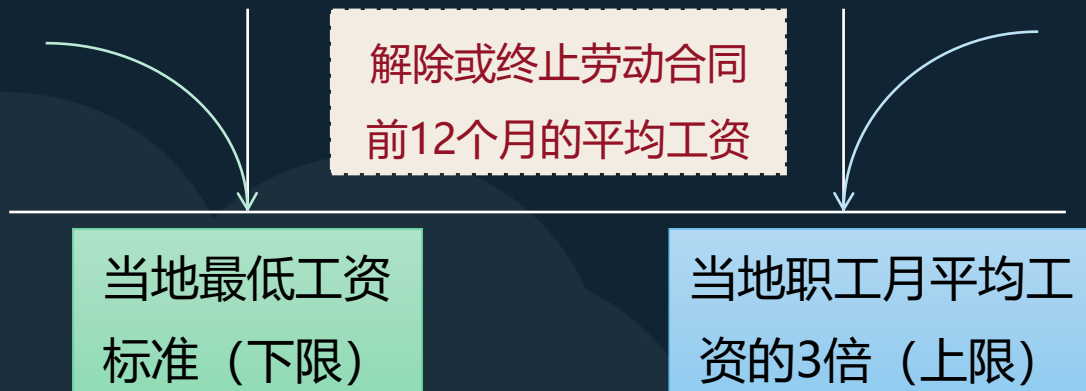 解除或终止劳动合同
前12个月的平均工资
当地最低工资
标准（下限）
当地职工月平均工
资的3倍（上限）